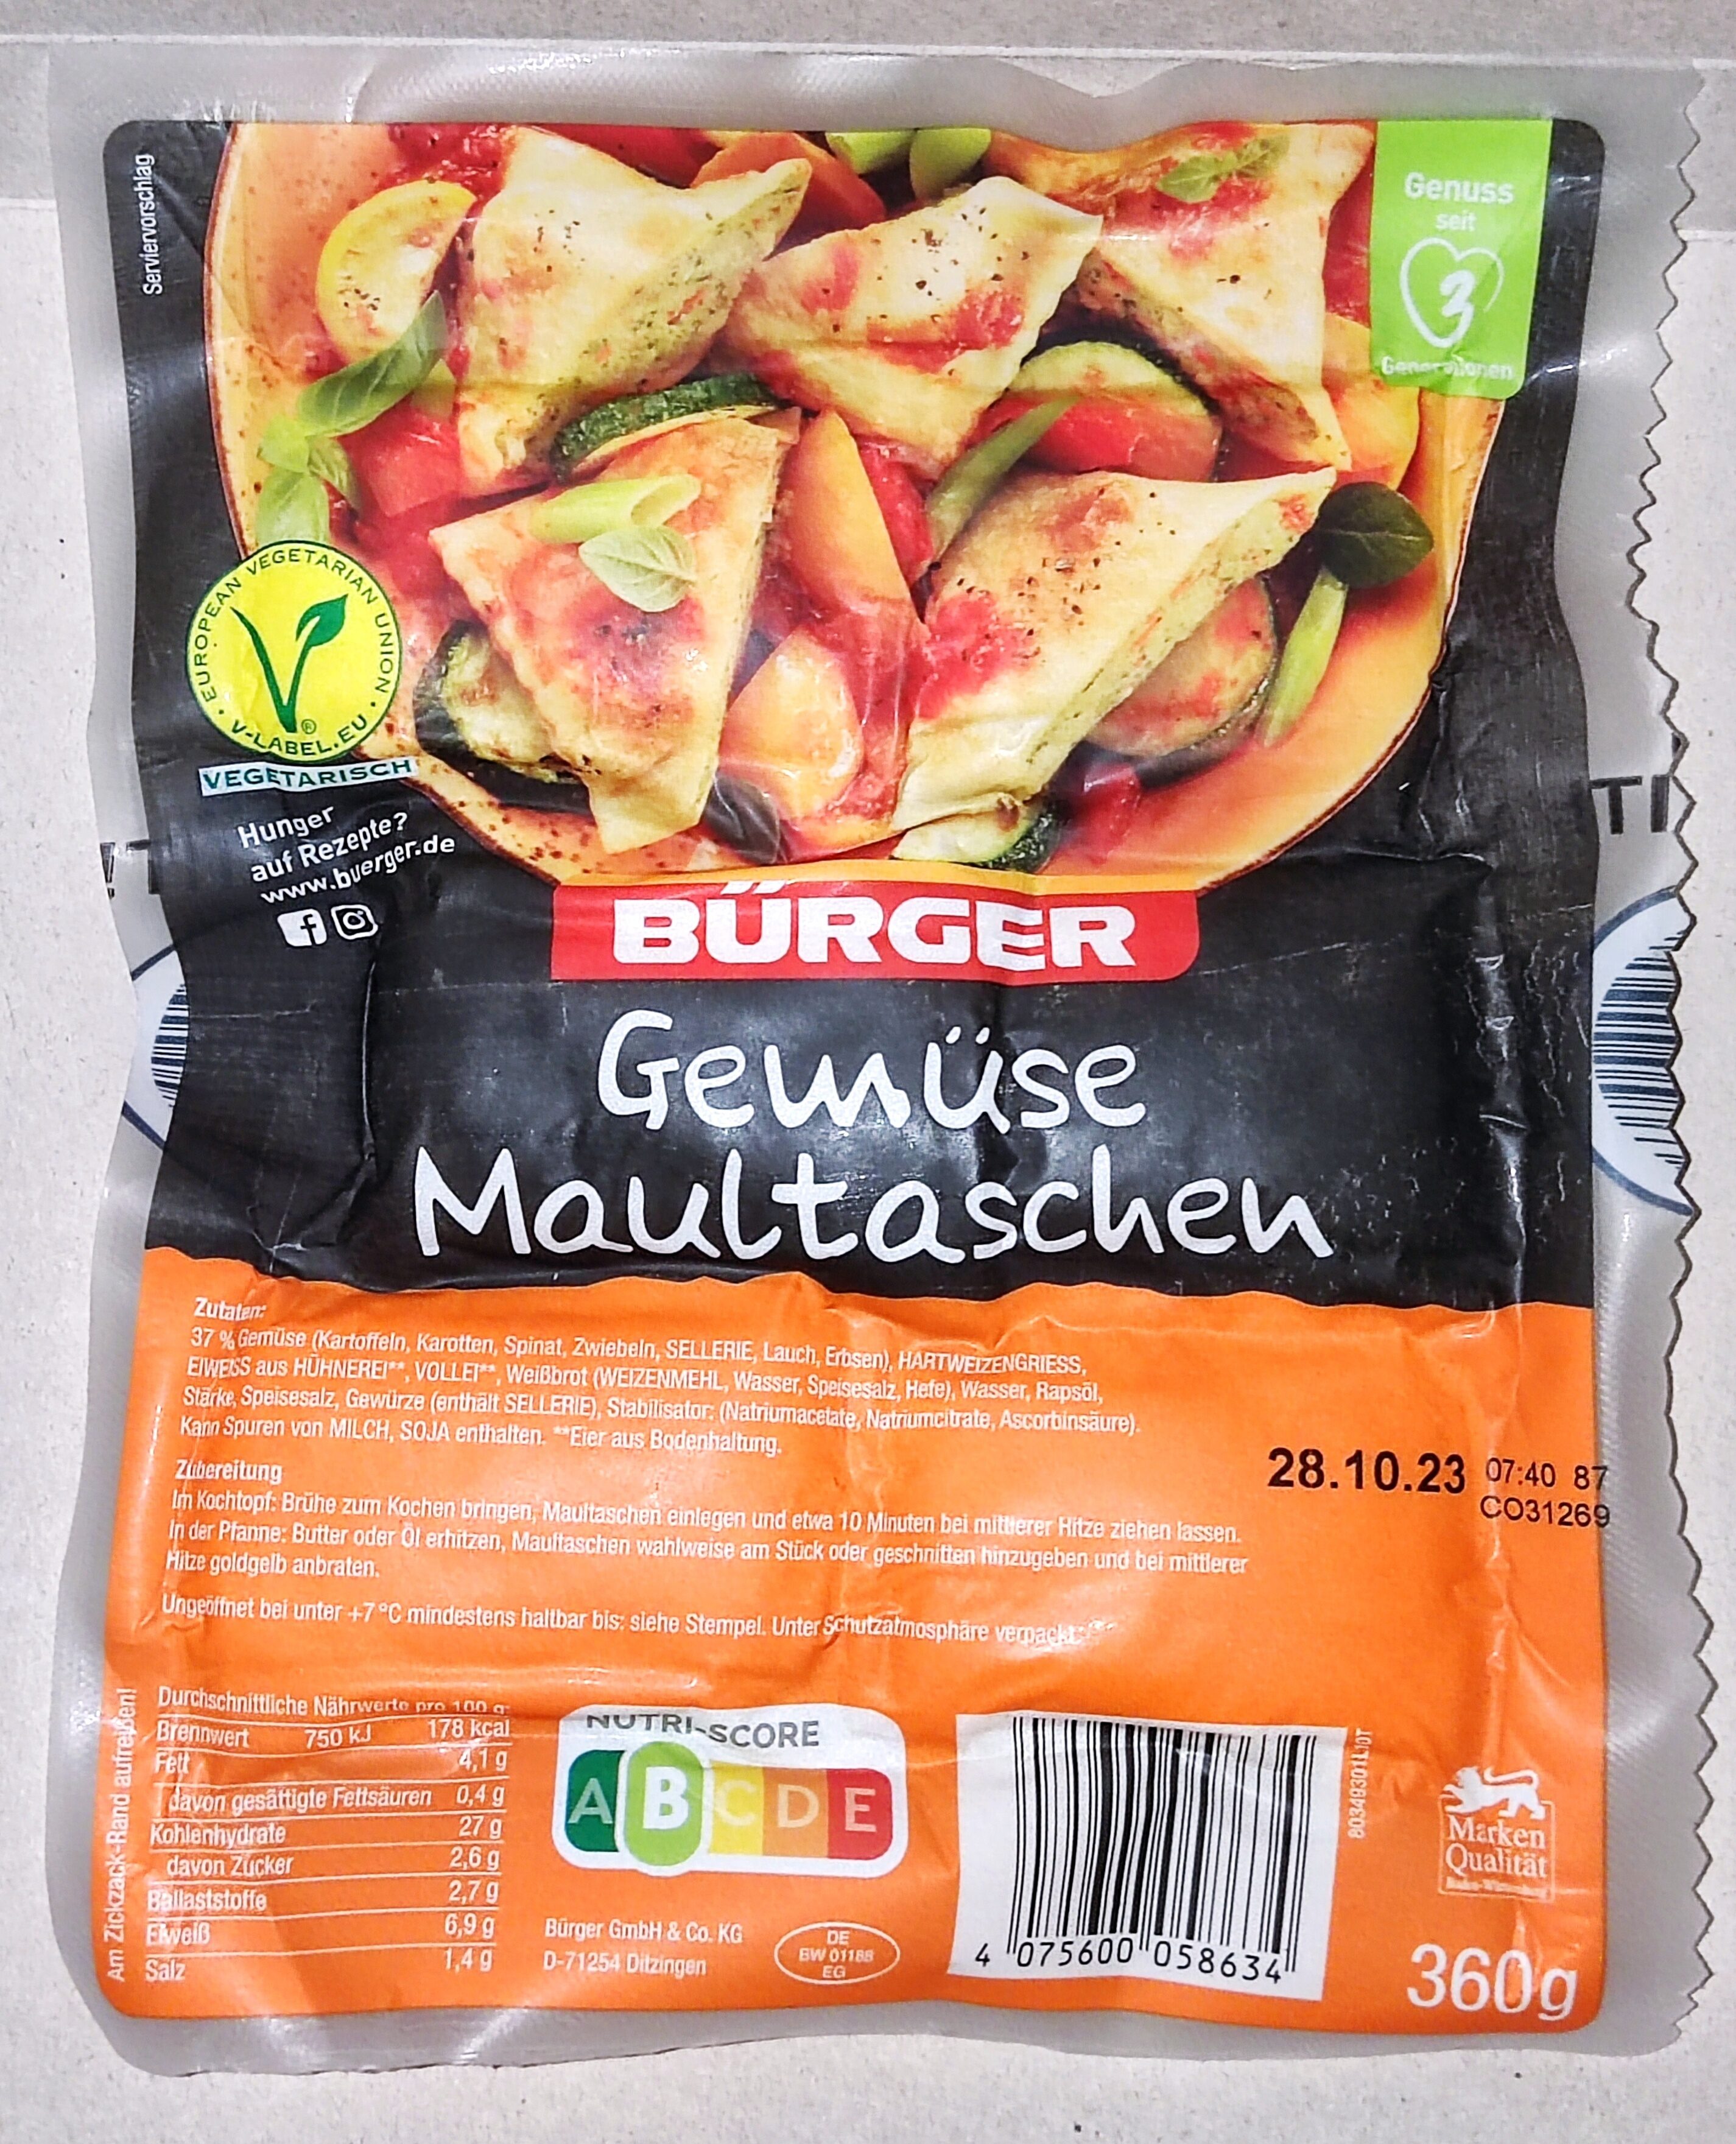 Serviervorschlag
Genuss
seit
3
Generationen
EUROPEAN VEGETARIAN UNION
V-LABEL.EU
VEGETARISCH
Hunger
auf Rezepte?
www.buerger.de
BÜRGER
Gemüse
Maultaschen
Zutaten:
37 % Gemüse (Kartoffeln, Karotten, Spinat, Zwiebeln, SELLERIE, Lauch, Erbsen), HARTWEIZENGRIESS,
EIWEISS aus HÜHNEREI**, VOLLEI**, Weißbrot (WEIZENMEHL, Wasser, Speisesalz, Hefe), Wasser, Rapsöl,
Stärke, Speisesalz, Gewürze (enthält SELLERIE), Stabilisator: (Natriumacetate, Natriumcitrate, Ascorbinsäure).
Kann Spuren von MILCH, SOJA enthalten. **Eier aus Bodenhaltung.
28.10.23 07:40 87
CO31269
Zubereitung
Im Kochtopf: Brühe zum Kochen bringen, Maultaschen einlegen und etwa 10 Minuten bei mittlerer Hitze ziehen lassen.
In der Pfanne: Butter oder Öl erhitzen, Maultaschen wahlweise am Stück oder geschnitten hinzugeben und bei mittlerer
Hitze goldgelb anbraten.
Ungeöffnet bei unter +7 °C mindestens haltbar bis: siehe Stempel. Unter Schutzatmosphäre verpackt.
Am Zickzack-Rand aufreißen!
Durchschnittliche Nährwerte pro 100 g:
Brennwert 750 kJ 178 kcal
Fett 4,1 g
davon gesättigte Fettsäuren 0,4 g
Kohlenhydrate 27 g
davon Zucker 2,6 g
Ballaststoffe 2,7 g
Eiweiß 6,9 g
Salz 1,4 g
NUTRI-SCORE
A B C D E
Bürger GmbH & Co. KG
D-71254 Ditzingen
DE
BW 01188
EG
4 075600 058634
80349301L10T
Marken
Qualität
Baden-Württemberg
360g
TI